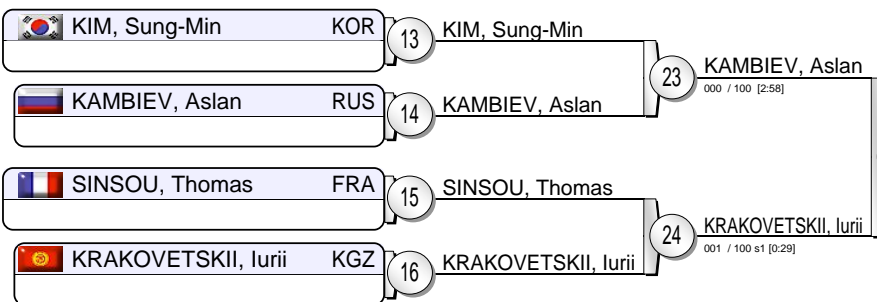 KIM, Sung-Min KOR
13
KIM, Sung-Min
23
KAMBIEV, Aslan
000 / 100 [2:58]
KAMBIEV, Aslan RUS
14
KAMBIEV, Aslan
SINSOU, Thomas FRA
15
SINSOU, Thomas
24
KRAKOVETSKII, Iurii
001 / 100 s1 [0:29]
KRAKOVETSKII, Iurii KGZ
16
KRAKOVETSKII, Iurii